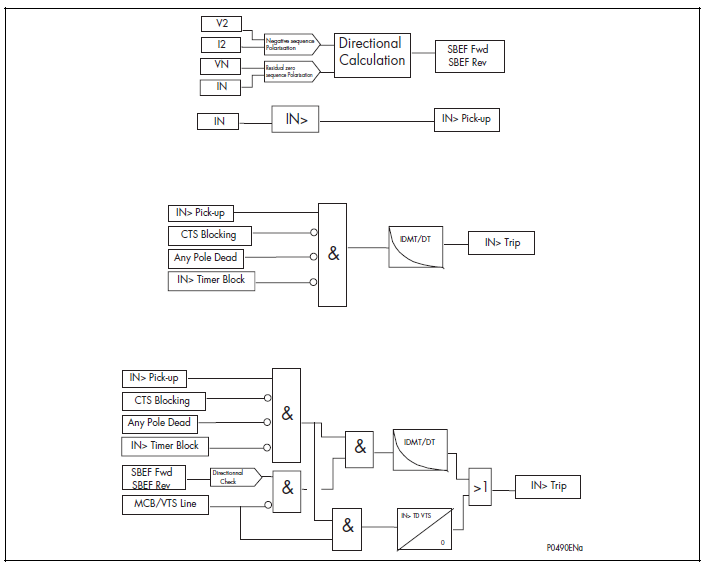 V2
I2
VN
IN
Negative sequence
Polarisation
Residual zero
sequence Polarisation
Directional
Calculation
SBEF Fwd
SBEF Rev
IN
IN>
IN> Pick-up
IN> Pick-up
CTS Blocking
Any Pole Dead
IN> Timer Block
&
IDMT/DT
IN> Trip
IN> Pick-up
CTS Blocking
Any Pole Dead
IN> Timer Block
&
SBEF Fwd
SBEF Rev
Directionnal
Check
MCB/VTS Line
&
&
IDMT/DT
&
IN> TD VTS
0
>1
IN> Trip
P0490ENa